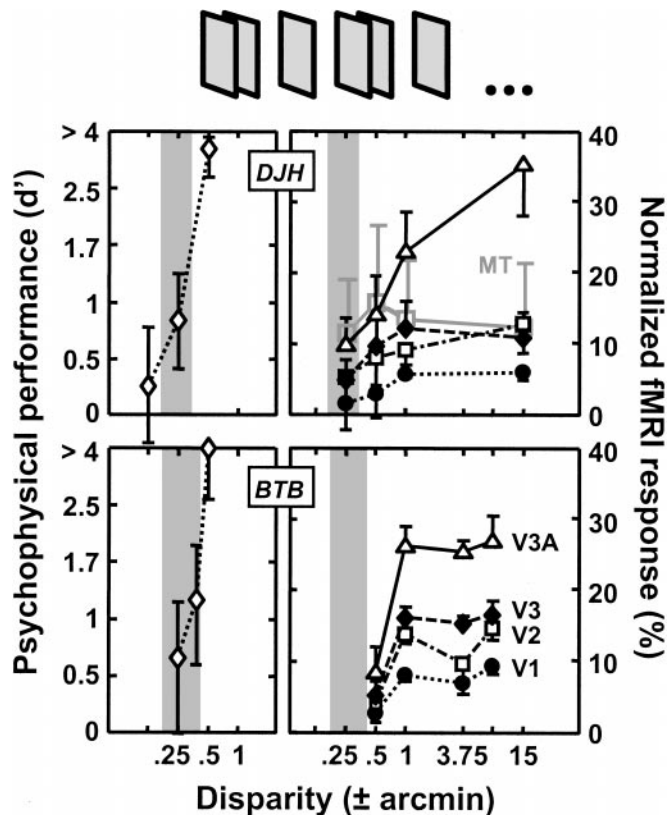 Psychophysical performance (d')
> 4
2.5
1.7
1
0.5
0
DJH
40
30
20
10
0
MT
> 4
2.5
1.7
1
0.5
0
BTB
40
30
20
10
0
V3A
V3
V2
V1
Normalized fMRI response (%)
.25 .5 1
.25 .5 1 3.75 15
Disparity (± arcmin)